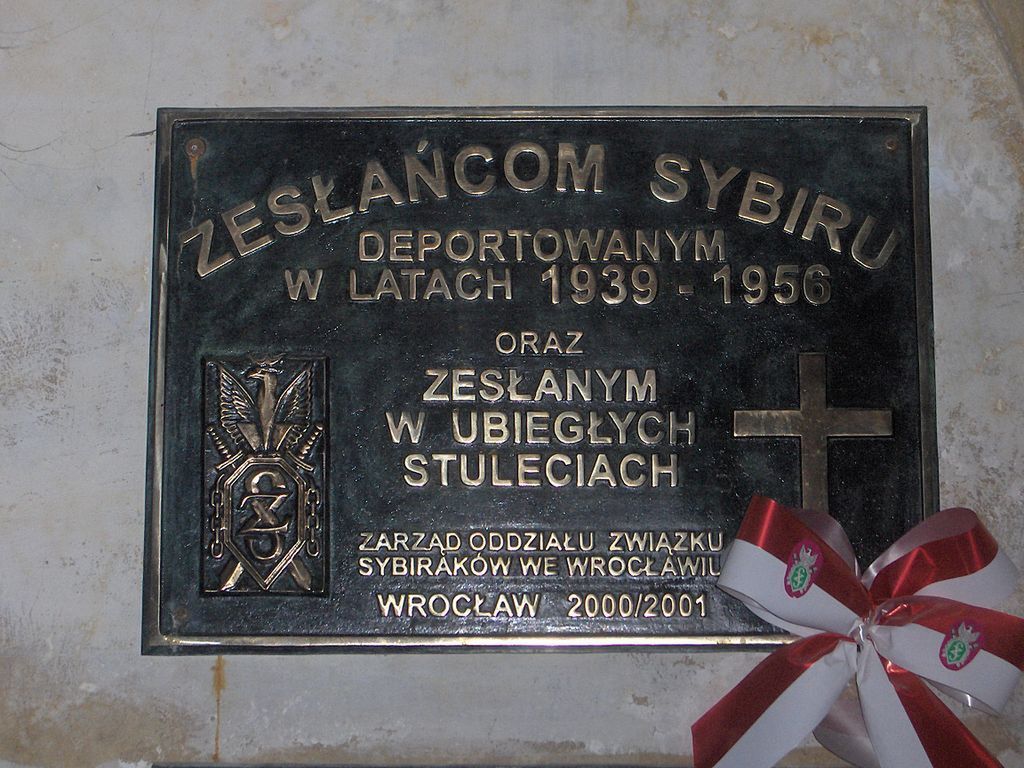 ZESŁAŃCOM SYBIRU
DEPORTOWANYM
W LATACH 1939 - 1956
ORAZ
ZESŁANYM
W UBIEGŁYCH
STULECIACH
ZARZĄD ODDZIAŁU ZWIĄZKU
SYBIRAKÓW WE WROCŁAWIU
WROCŁAW 2000/2001